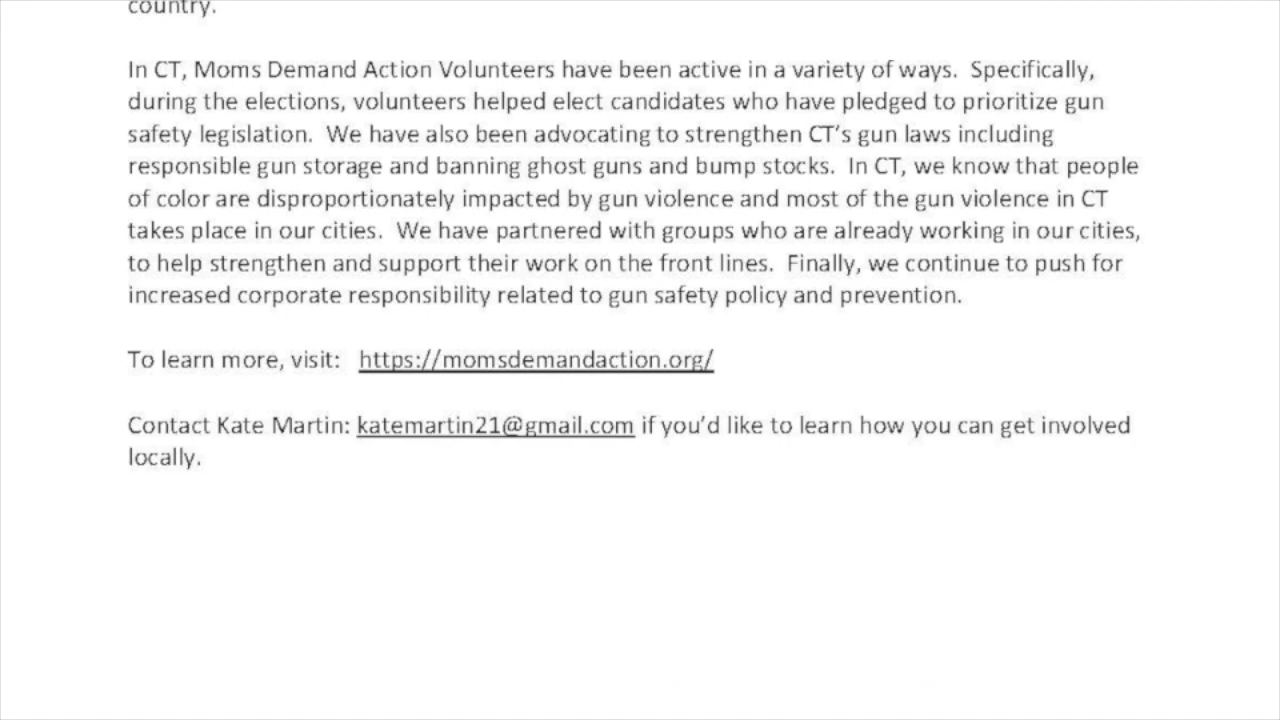 country.
In CT, Moms Demand Action Volunteers have been active in a variety of ways.  Specifically,
during the elections, volunteers helped elect candidates who have pledged to prioritize gun
safety legislation.  We have also been advocating to strengthen CT’s gun laws including
responsible gun storage and banning ghost guns and bump stocks.  In CT, we know that people
of color are disproportionately impacted by gun violence and most of the gun violence in CT
takes place in our cities.  We have partnered with groups who are already working in our cities,
to help strengthen and support their work on the front lines.  Finally, we continue to push for
increased corporate responsibility related to gun safety policy and prevention.
To learn more, visit:   https://momsdemandaction.org/
Contact Kate Martin: katemartin21@gmail.com if you’d like to learn how you can get involved
locally.